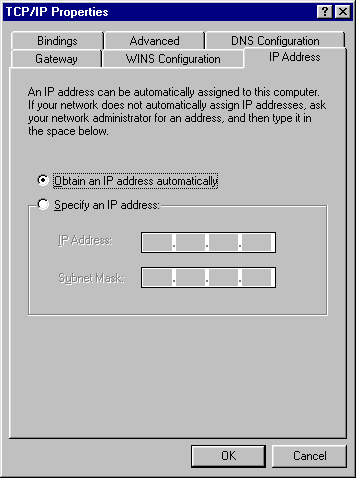 TCP/IP Properties
Bindings Advanced DNS Configuration
Gateway WINS Configuration IP Address
An IP address can be automatically assigned to this computer.
If your network does not automatically assign IP addresses, ask
your network administrator for an address, and then type it in
the space below.
Obtain an IP address automatically
Specify an IP address:
IP Address:
Subnet Mask:
OK Cancel